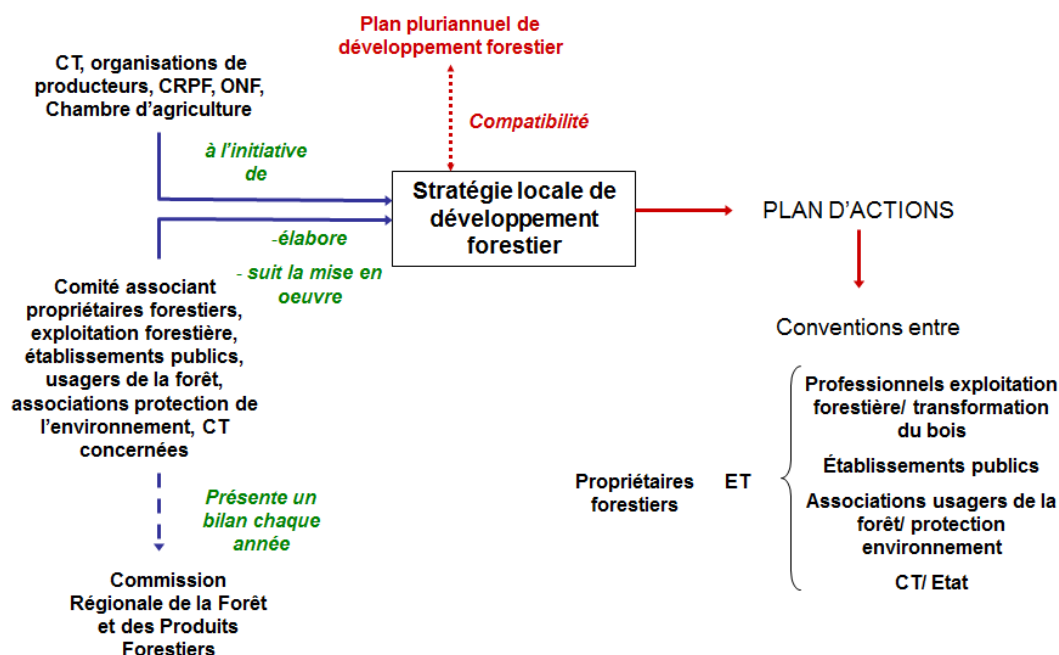 Plan pluriannuel de
développement forestier
CT, organisations de
producteurs, CRPF, ONF,
Chambre d'agriculture
Compatibilité
à l'initiative
de
Stratégie locale de
développement
forestier
PLAN D'ACTIONS
-élabore
- suit la mise en
oeuvre
Comité associant
propriétaires forestiers,
exploitation forestière,
établissements publics,
usagers de la forêt,
associations protection de
l'environnement, CT
concernées
Conventions entre
Professionnels exploitation
forestière/ transformation
du bois
Propriétaires
forestiers
ET
Établissements publics
Associations usagers de la
forêt/ protection
environnement
CT/ Etat
Présente un
bilan chaque
année
Commission
Régionale de la Forêt
et des Produits
Forestiers